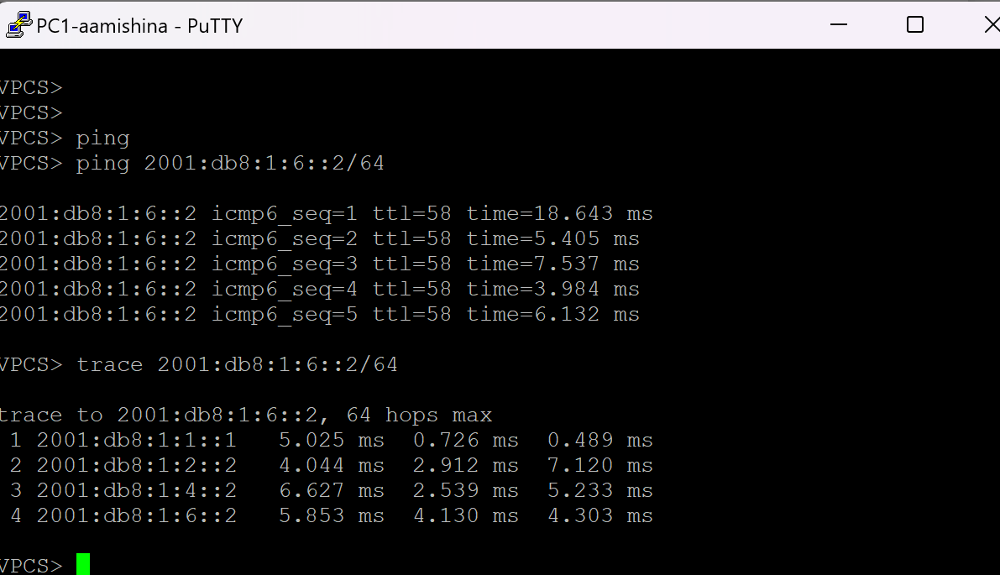 PC1-aamishina - PuTTY
VPCS>
VPCS>
VPCS> ping
VPCS> ping 2001:db8:1:6::2/64
2001:db8:1:6::2 icmp6_seq=1 ttl=58 time=18.643 ms
2001:db8:1:6::2 icmp6_seq=2 ttl=58 time=5.405 ms
2001:db8:1:6::2 icmp6_seq=3 ttl=58 time=7.537 ms
2001:db8:1:6::2 icmp6_seq=4 ttl=58 time=3.984 ms
2001:db8:1:6::2 icmp6_seq=5 ttl=58 time=6.132 ms
VPCS> trace 2001:db8:1:6::2/64
trace to 2001:db8:1:6::2, 64 hops max
1 2001:db8:1:1::1 5.025 ms 0.726 ms 0.489 ms
2 2001:db8:1:2::2 4.044 ms 2.912 ms 7.120 ms
3 2001:db8:1:4::2 6.627 ms 2.539 ms 5.233 ms
4 2001:db8:1:6::2 5.853 ms 4.130 ms 4.303 ms
VPCS>